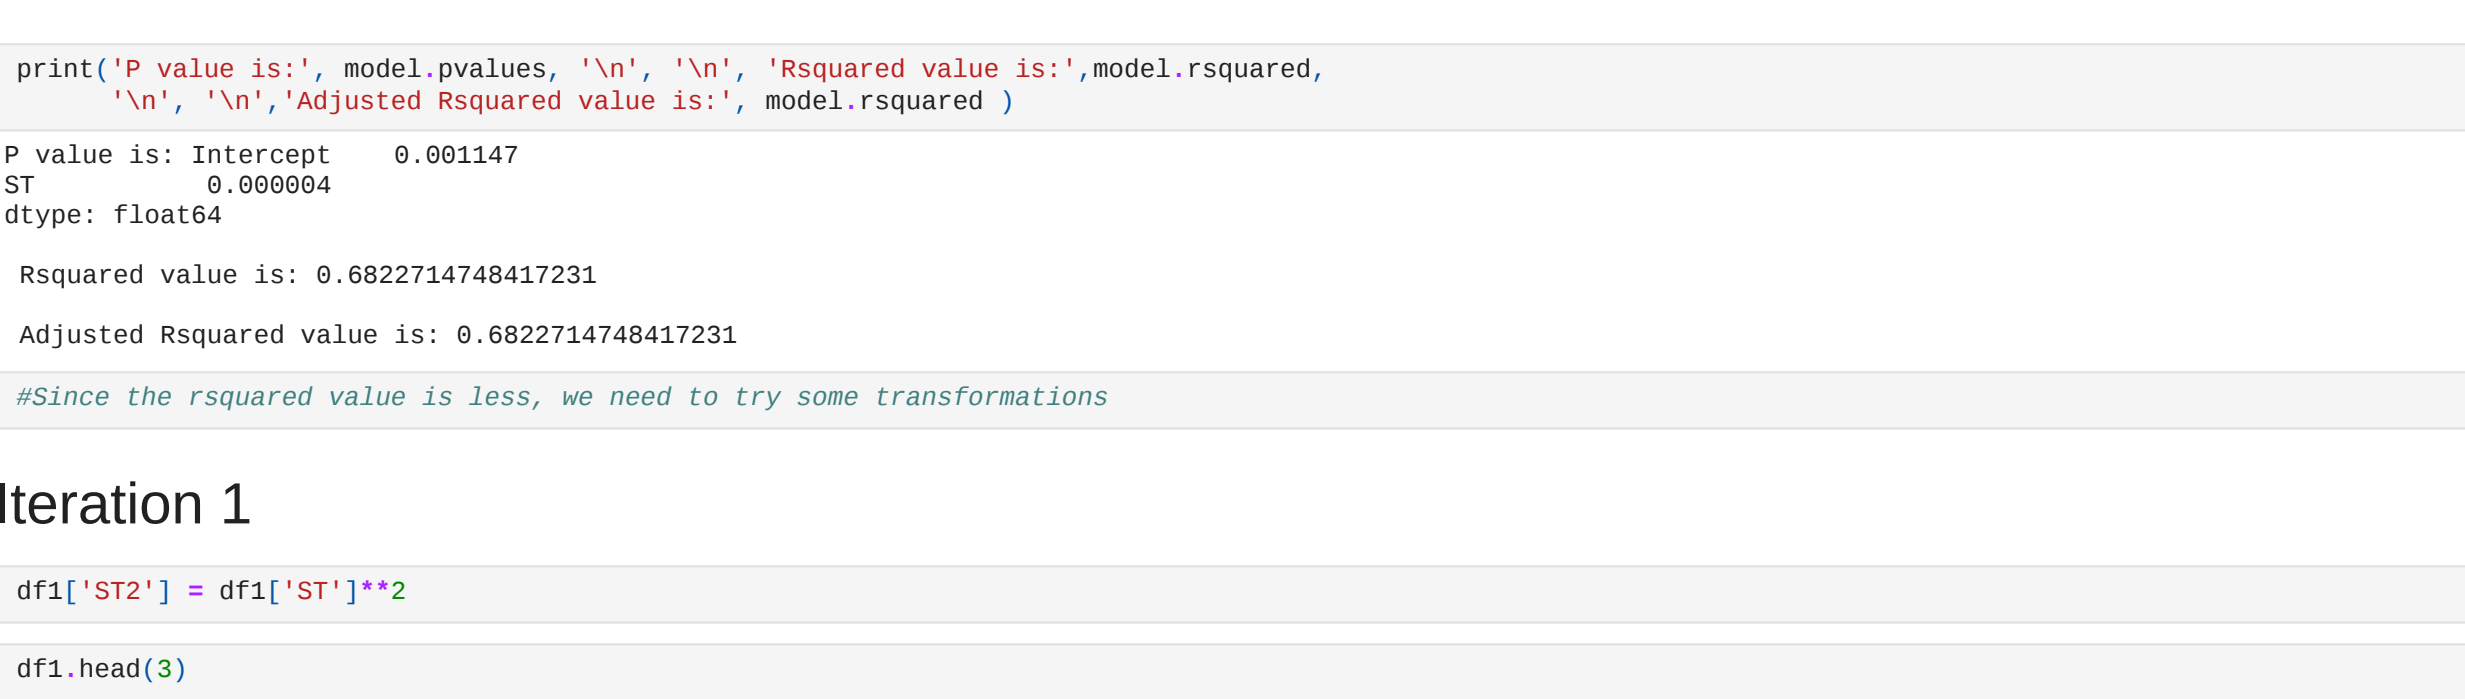 print('P value is:', model.pvalues, '\n', '\n', 'Rsquared value is:',model.rsquared,
      '\n', '\n','Adjusted Rsquared value is:', model.rsquared )
P value is: Intercept    0.001147
ST           0.000004
dtype: float64
 Rsquared value is: 0.6822714748417231
 Adjusted Rsquared value is: 0.6822714748417231
#Since the rsquared value is less, we need to try some transformations
Iteration 1
df1['ST2'] = df1['ST']**2
df1.head(3)